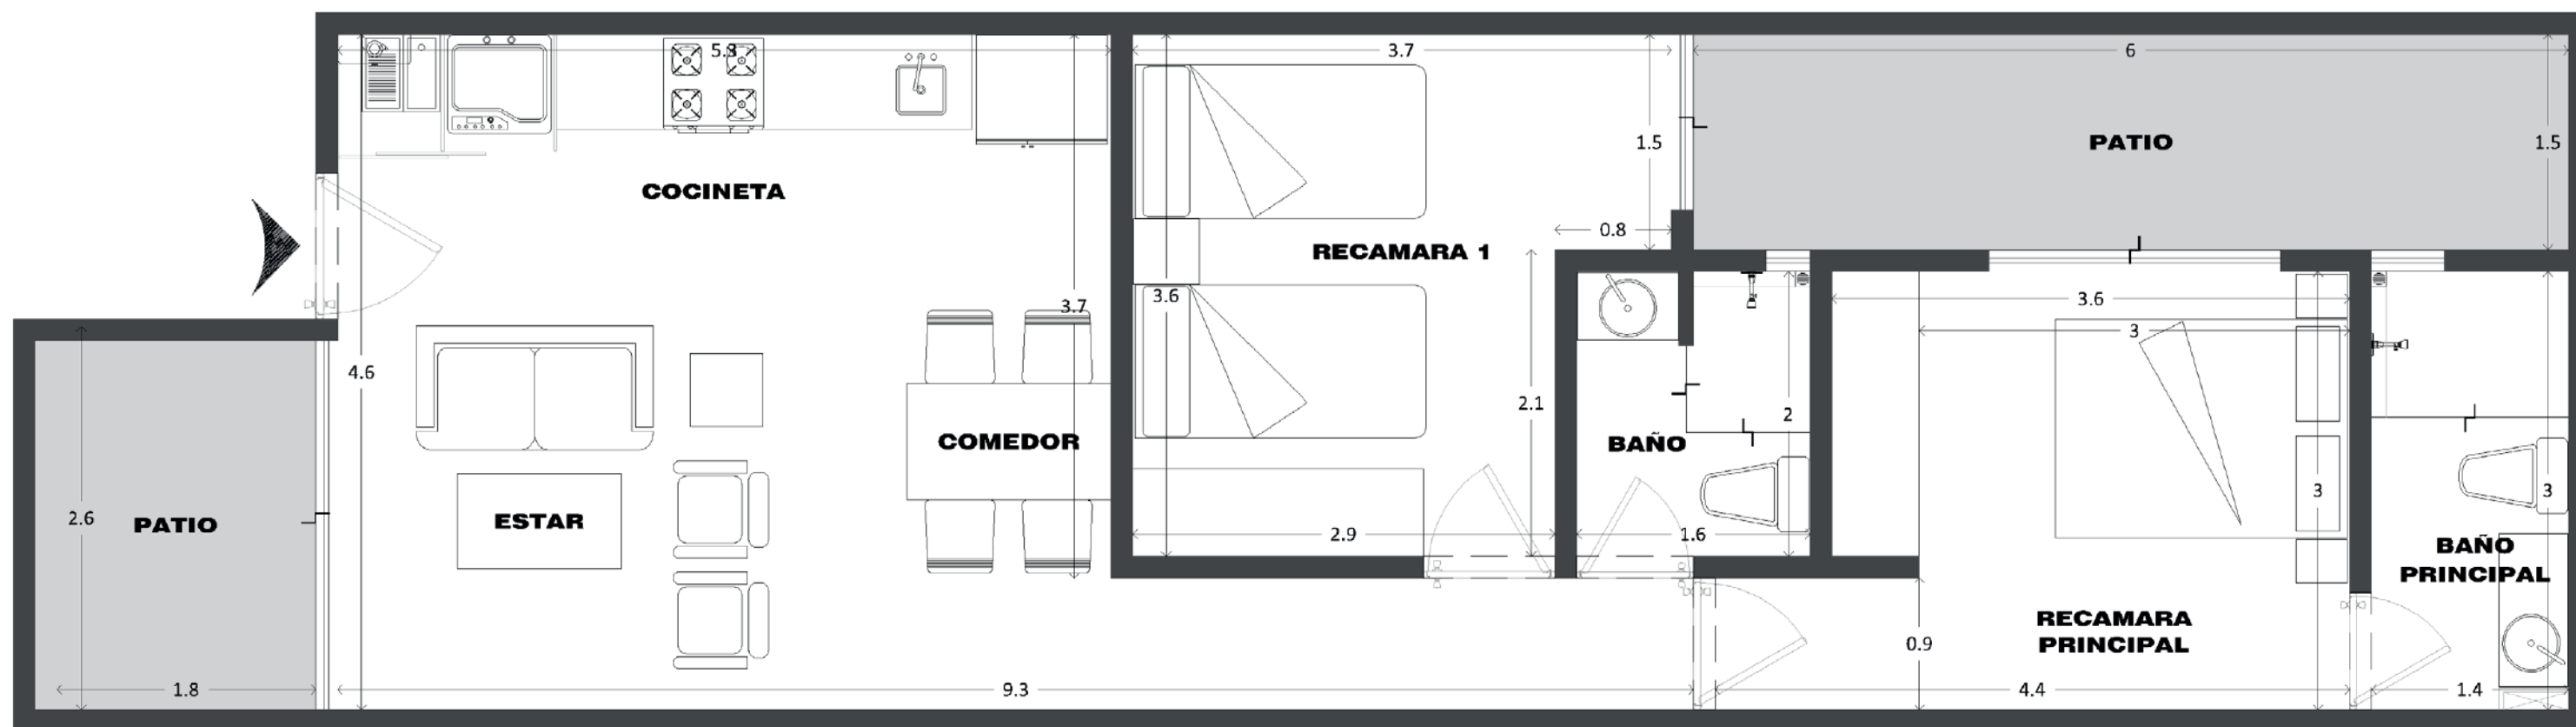 5.3
3.7
6
COCINETA
1.5
PATIO
1.5
0.8
RECAMARA 1
3.6
3.7
3.6
3
4.6
2.1
2
BAÑO
COMEDOR
2.6
PATIO
ESTAR
2.9
1.6
3
3
BAÑO
PRINCIPAL
RECAMARA
PRINCIPAL
0.9
1.8
9.3
4.4
1.4